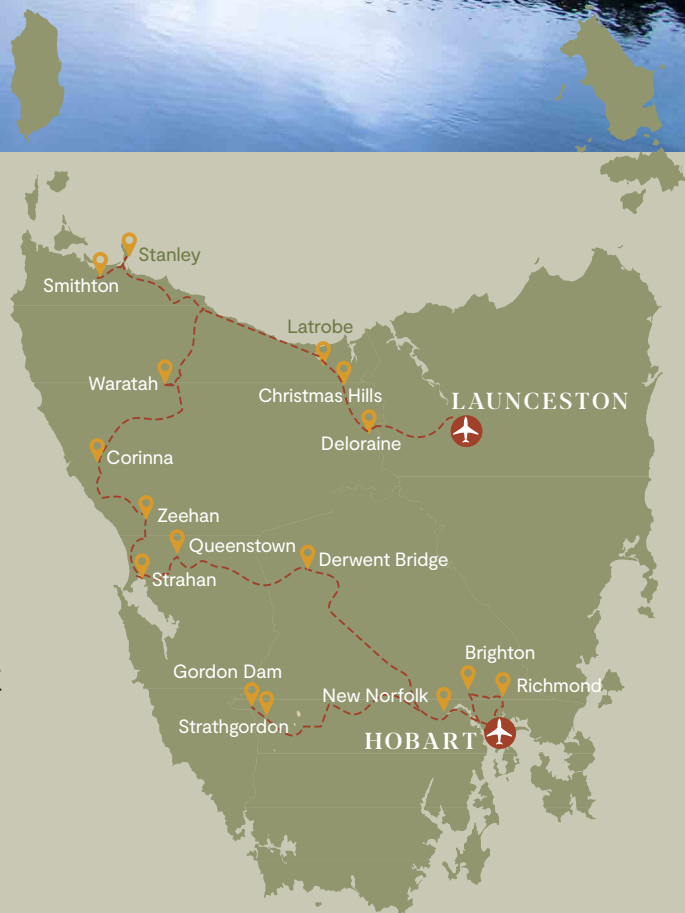 Stanley
Smithton
Latrobe
Waratah
Christmas Hills
LAUNCESTON
Deloraine
Corinna
Zeehan
Queenstown
Derwent Bridge
Strahan
Brighton
Gordon Dam
Richmond
New Norfolk
Strathgordon
HOBART